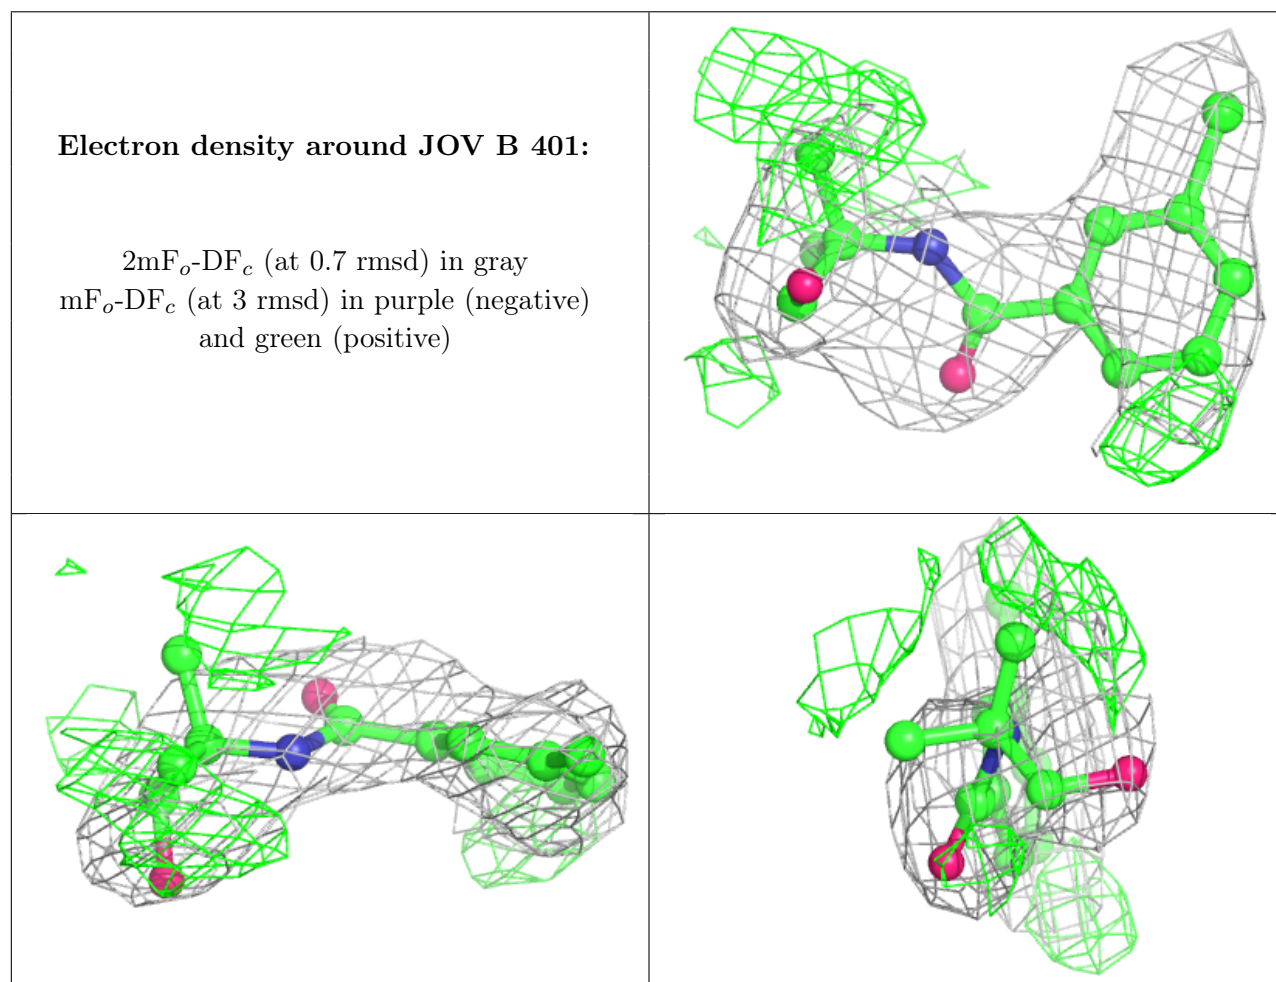 Electron density around JOV B 401:
2mFₒ-DF𝒸 (at 0.7 rmsd) in gray
mFₒ-DF𝒸 (at 3 rmsd) in purple (negative)
and green (positive)